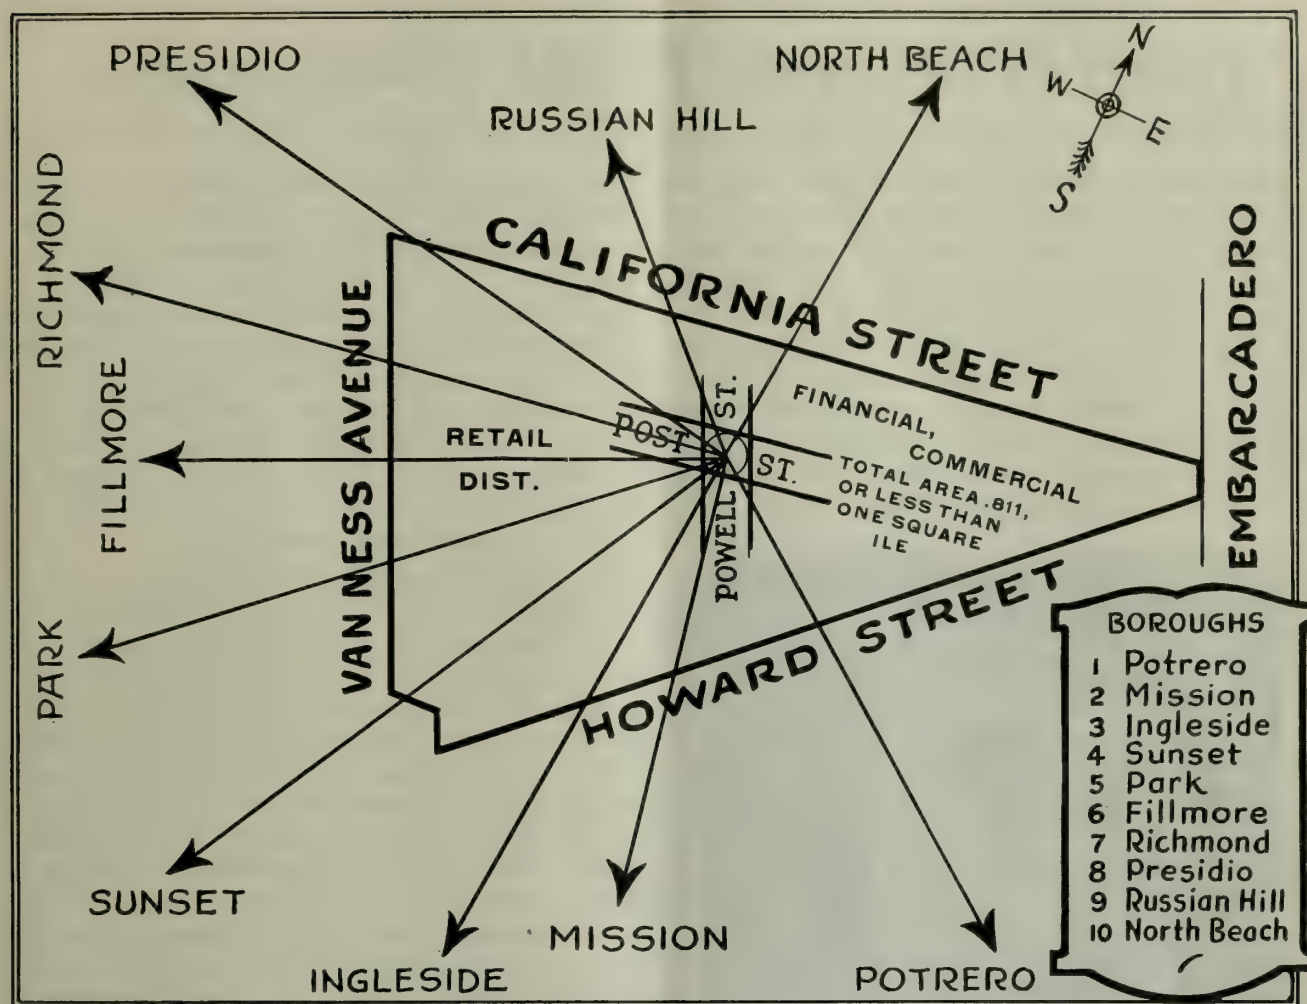 PRESIDIO
NORTH BEACH
N
W
E
S
RUSSIAN HILL
RICHMOND
CALIFORNIA STREET
EMBARCADERO
VAN NESS AVENUE
FILLMORE
RETAIL
DIST.
POST ST.
POWELL ST.
FINANCIAL,
COMMERCIAL
TOTAL AREA .811,
OR LESS THAN
ONE SQUARE
ILE
HOWARD STREET
PARK
SUNSET
INGLESIDE
MISSION
POTRERO
BOROUGHS
1 Potrero
2 Mission
3 Ingleside
4 Sunset
5 Park
6 Fillmore
7 Richmond
8 Presidio
9 Russian Hill
10 North Beach